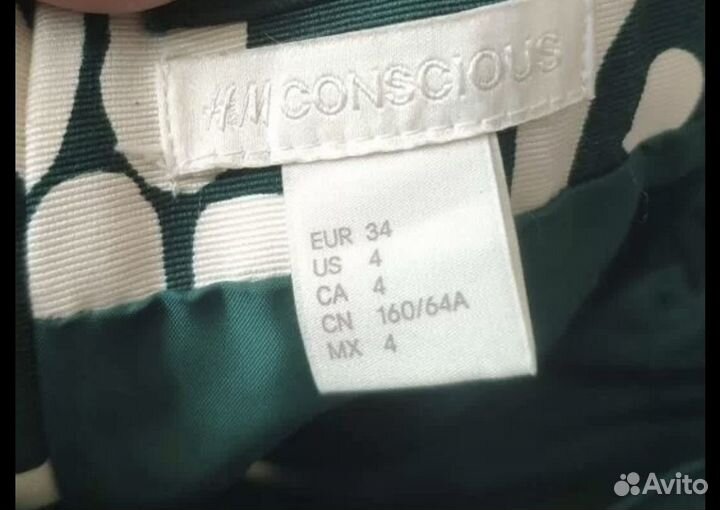 H&M CONSCIOUS
EUR 34
US 4
CA 4
CN 160/64A
MX 4
Avito